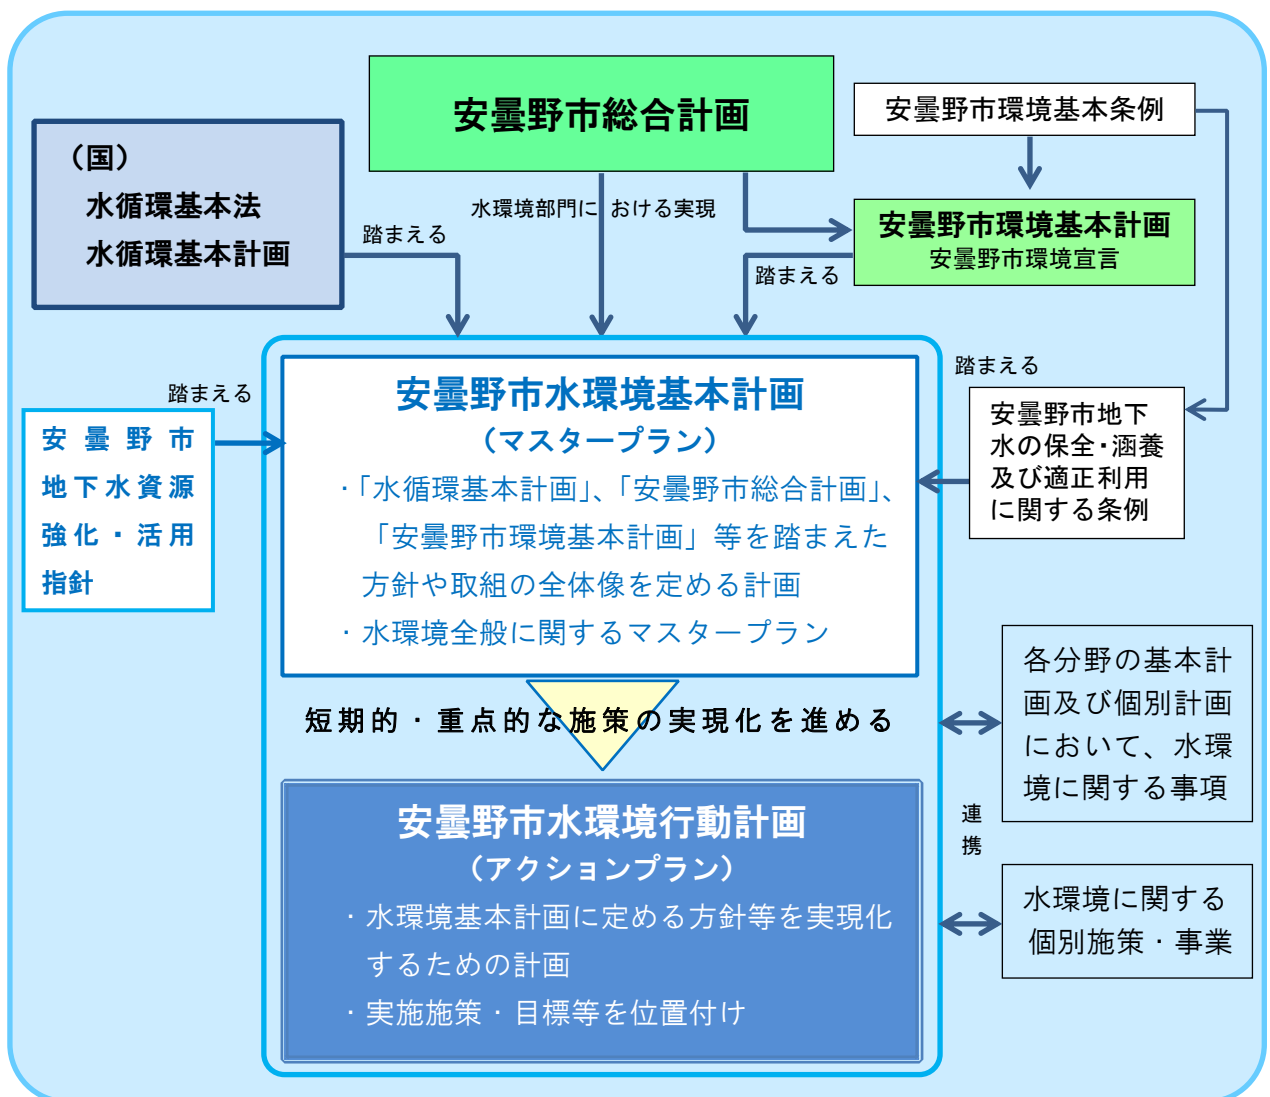 安曇野市総合計画
安曇野市環境基本条例
（国）
水循環基本法
水循環基本計画
水環境部門に おける実現
安曇野市環境基本計画
安曇野市環境宣言
踏まえる
踏まえる
踏まえる
踏まえる
安曇野市
地下水資源
強化・活用
指針
安曇野市水環境基本計画
（マスタープラン）
・「水循環基本計画」、「安曇野市総合計画」、
「安曇野市環境基本計画」等を踏まえた
方針や取組の全体像を定める計画
・水環境全般に関するマスタープラン
安曇野市地下
水の保全・涵養
及び適正利用
に関する条例
短期的・重点的な施策の実現化を進める
各分野の基本計
画及び個別計画
において、水環
境に関する事項
連
携
安曇野市水環境行動計画
（アクションプラン）
・水環境基本計画に定める方針等を実現化
するための計画
・実施施策・目標等を位置付け
水環境に関する
個別施策・事業